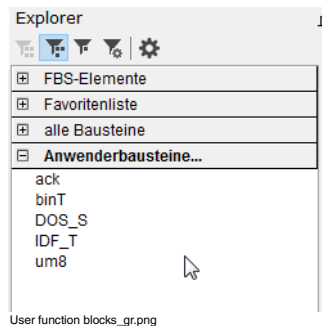 Explorer
FBS-Elemente
Favoritenliste
alle Bausteine
Anwenderbausteine...
ack
binT
DOS_S
IDF_T
um8
User function blocks_gr.png